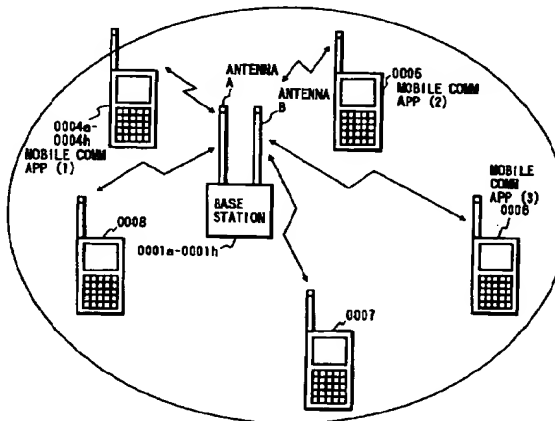 ANTENNA
A
ANTENNA
B
0004a-
0004h
MOBILE COMM
APP (1)
0005
MOBILE COMM
APP (2)
MOBILE
COMM
APP (3)
0006
0008
BASE
STATION
0001a-0001h
0007